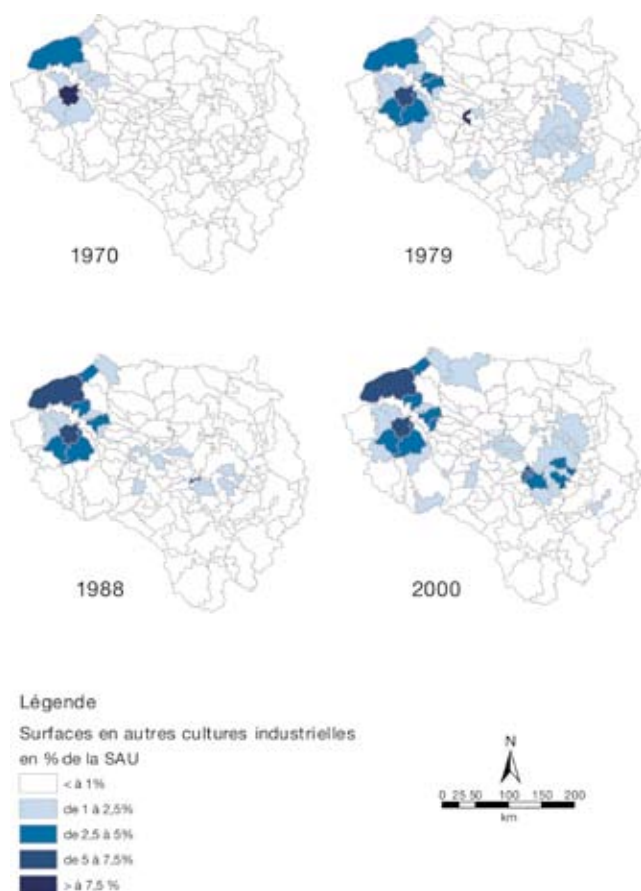 1970
1979
1988
2000
Légende
Surfaces en autres cultures industrielles
en % de la SAU
< à 1%
de 1 à 2,5%
de 2,5 à 5%
de 5 à 7,5%
> à 7,5 %
N
0 25 50 100 150 200
km